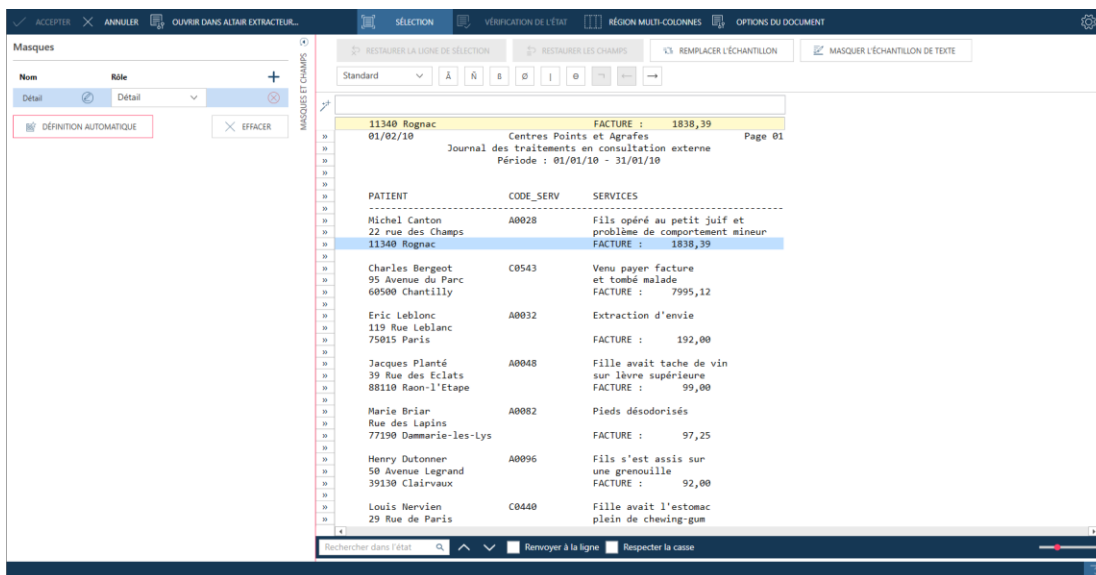 ACCEPTER ANNULER OUVRIR DANS ALTAIR EXTRACTEUR... SÉLECTION VÉRIFICATION DE L'ÉTAT RÉGION MULTI-COLONNES OPTIONS DU DOCUMENT
Masques
Nom Rôle
Détail Détail
DÉFINITION AUTOMATIQUE EFFACER
MASQUES ET CHAMPS
RESTAURER LA LIGNE DE SÉLECTION RESTAURER LES CHAMPS REMPLACER L'ÉCHANTILLON MASQUER L'ÉCHANTILLON DE TEXTE
Standard Ã Ñ ß Ø | ¬ ← →
11340 Rognac FACTURE : 1838,39
01/02/10 Centres Points et Agrafes Page 01
Journal des traitements en consultation externe
Période : 01/01/10 - 31/01/10
PATIENT CODE_SERV SERVICES
Michel Canton A0028 Fils opéré au petit juif et
22 rue des Champs problème de comportement mineur
11340 Rognac FACTURE : 1838,39
Charles Bergeot C0543 Venu payer facture
95 Avenue du Parc et tombé malade
60500 Chantilly FACTURE : 7995,12
Eric Leblonc A0032 Extraction d'envie
119 Rue Leblanc
75015 Paris FACTURE : 192,00
Jacques Planté A0048 Fille avait tache de vin
39 Rue des Eclats sur lèvre supérieure
88110 Raon-l'Etape FACTURE : 99,00
Marie Briar A0082 Pieds désodorisés
Rue des Lapins
77190 Dammarie-les-Lys FACTURE : 97,25
Henry Dutonner A0096 Fils s'est assis sur
50 Avenue Legrand une grenouille
39130 Clairvaux FACTURE : 92,00
Louis Nervien C0440 Fille avait l'estomac
29 Rue de Paris plein de chewing-gum
Rechercher dans l'état Renvoyer à la ligne Respecter la casse